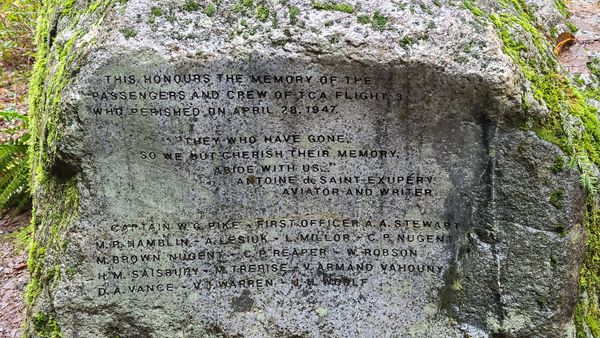 THIS HONOURS THE MEMORY OF THE
PASSENGERS AND CREW OF TCA FLIGHT 3
WHO PERISHED ON APRIL 28, 1947.
"THEY WHO HAVE GONE,
SO WE BUT CHERISH THEIR MEMORY,
ABIDE WITH US..."
ANTOINE de SAINT-EXUPERY
AVIATOR AND WRITER
CAPTAIN W.G. PIKE - FIRST OFFICER A.A. STEWART
M.P. HAMBLIN - A. LESIUK - L. MILLOR - C.P. NUGENT
M. BROWN NUGENT - C.P. REAPER - W. ROBSON
H.M. SAISBURY - M. TRERISE - V. ARMAND VAHOUNY
D.A. VANCE - V.T. WARREN - J.H. WOOLF